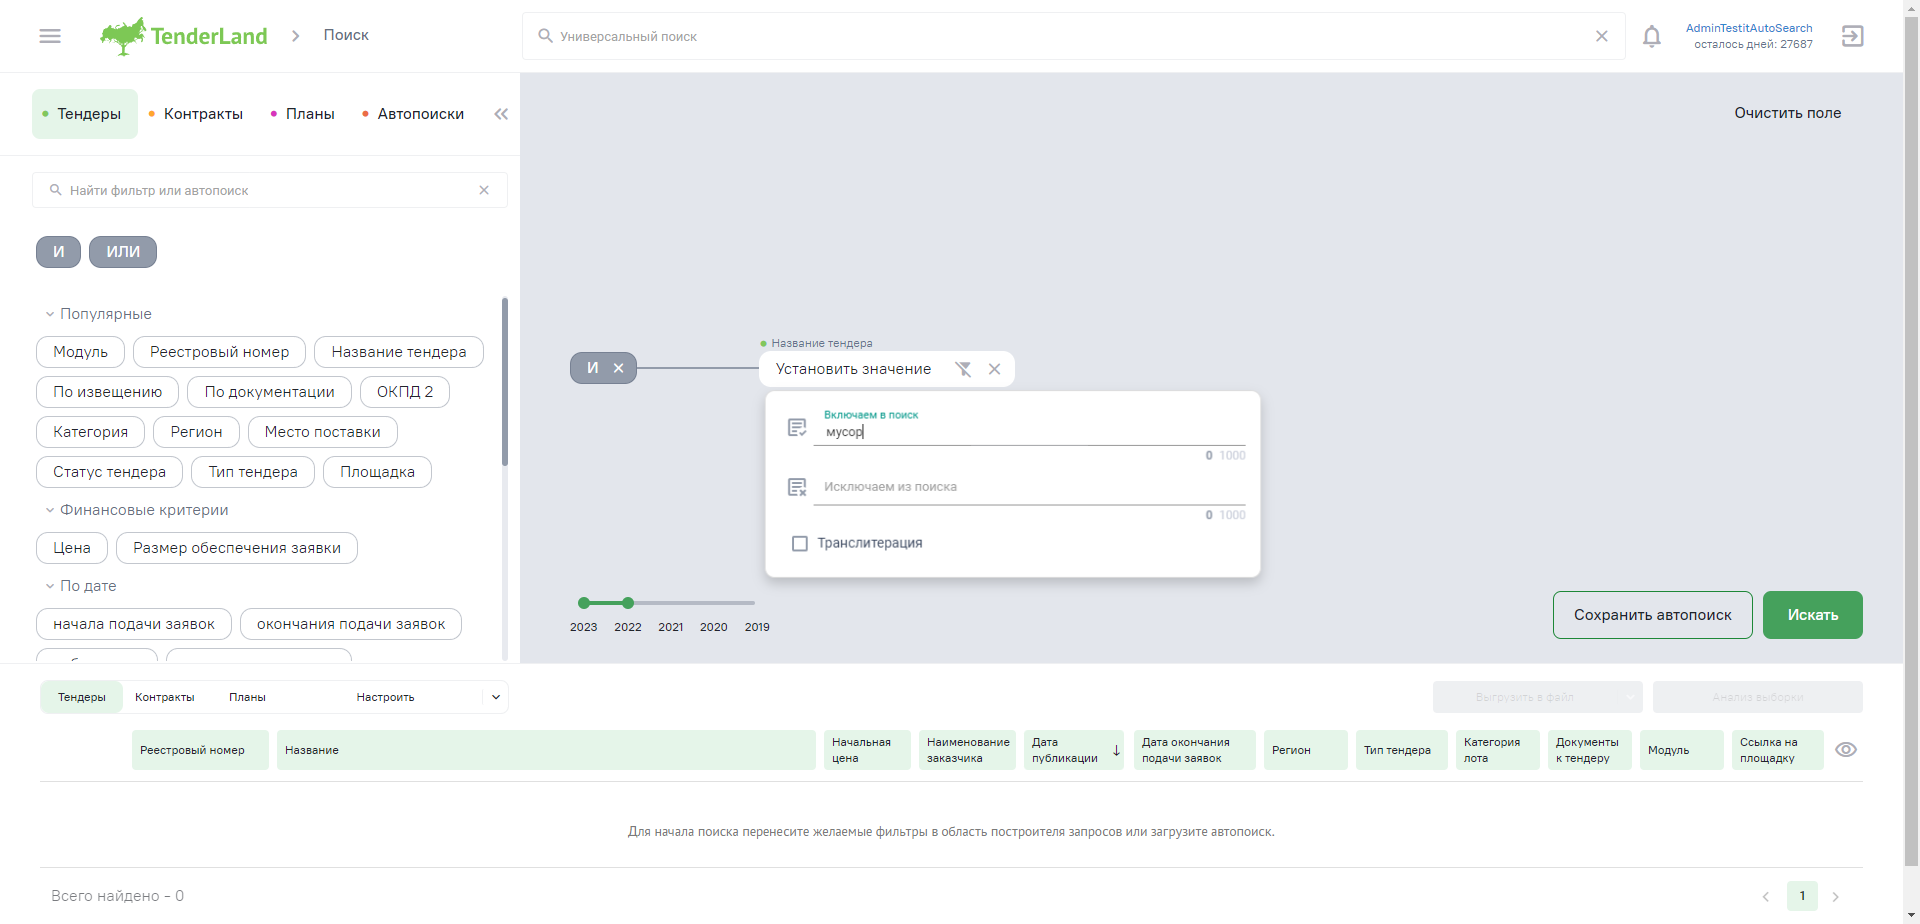 TenderLand
Поиск
Универсальный поиск
AdminTestitAutoSearch
осталось дней: 27687
Тендеры
Контракты
Планы
Автопоиски
Очистить поле
Найти фильтр или автопоиск
И
ИЛИ
Популярные
Модуль
Реестровый номер
Название тендера
По извещению
По документации
ОКПД 2
Категория
Регион
Место поставки
Статус тендера
Тип тендера
Площадка
Финансовые критерии
Цена
Размер обеспечения заявки
По дате
начала подачи заявок
окончания подачи заявок
Название тендера
И
Установить значение
Включаем в поиск
мусор
0 1000
Исключаем из поиска
0 1000
Транслитерация
2023 2022 2021 2020 2019
Сохранить автопоиск
Искать
Тендеры
Контракты
Планы
Настроить
Выгрузить в файл
Анализ выборки
Реестровый номер
Название
Начальная
цена
Наименование
заказчика
Дата
публикации
Дата окончания
подачи заявок
Регион
Тип тендера
Категория
лота
Документы
к тендеру
Модуль
Ссылка на
площадку
Для начала поиска перенесите желаемые фильтры в область построителя запросов или загрузите автопоиск.
Всего найдено - 0
1